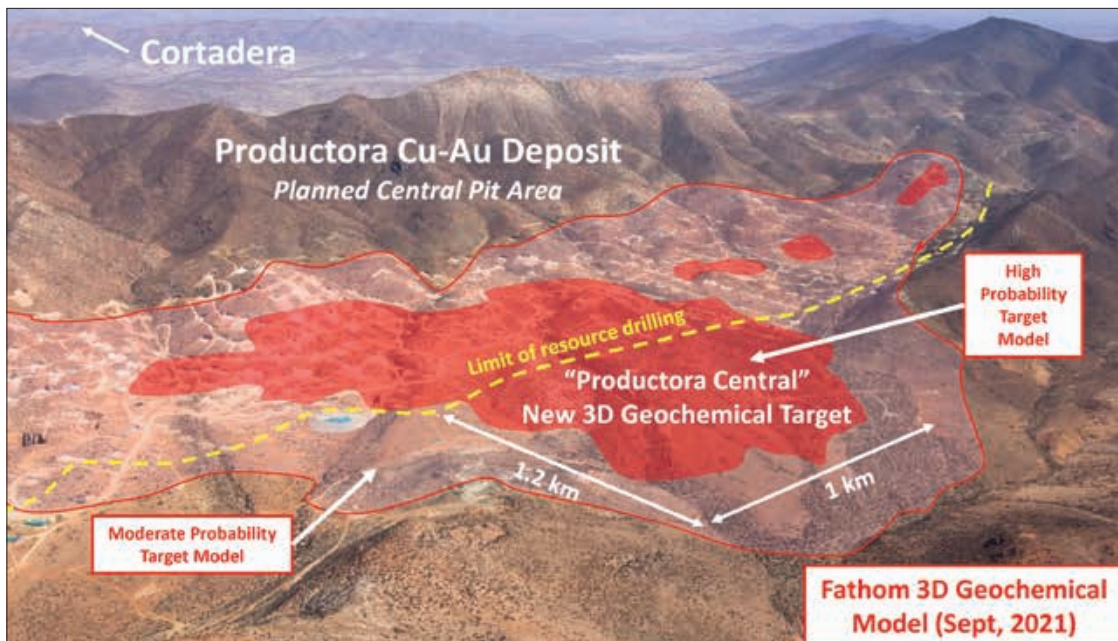 Cortadera
Productora Cu-Au Deposit
Planned Central Pit Area
High
Probability
Target
Model
Limit of resource drilling
“Productora Central”
New 3D Geochemical Target
1.2 km
1 km
Moderate Probability
Target Model
Fathom 3D Geochemical
Model (Sept, 2021)